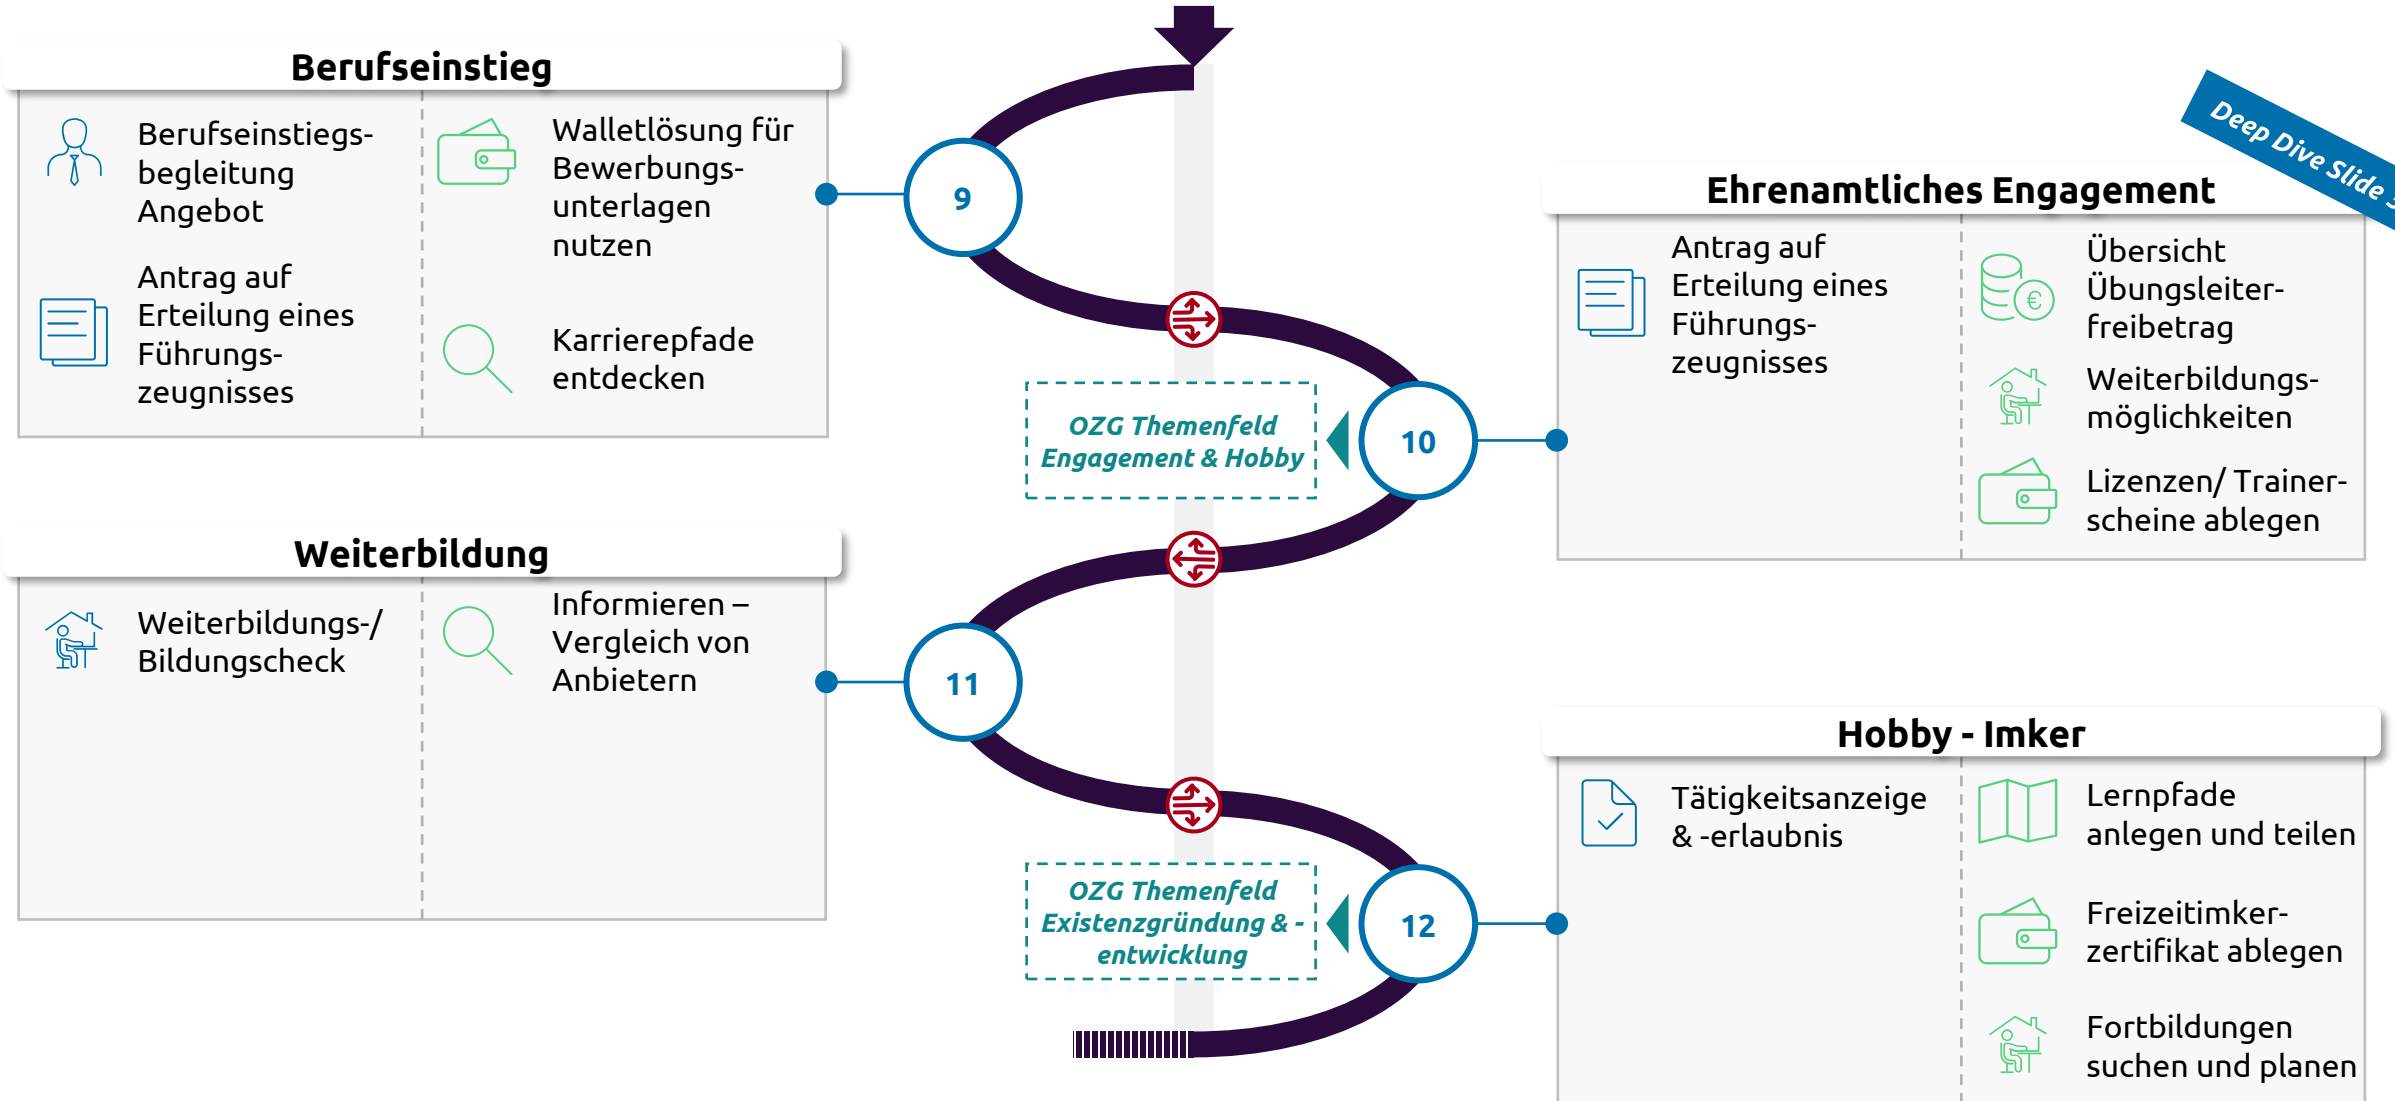 Berufseinstieg
Berufseinstiegs-
begleitung
Angebot
Antrag auf
Erteilung eines
Führungs-
zeugnisses
Walletlösung für
Bewerbungs-
unterlagen
nutzen
Karrierepfade
entdecken
9
Deep Dive Slide
Ehrenamtliches Engagement
Antrag auf
Erteilung eines
Führungs-
zeugnisses
Übersicht
Übungsleiter-
freibetrag
Weiterbildungs-
möglichkeiten
Lizenzen/ Trainer-
scheine ablegen
OZG Themenfeld
Engagement & Hobby
10
Weiterbildung
Weiterbildungs-/
Bildungscheck
Informieren –
Vergleich von
Anbietern
11
Hobby - Imker
Tätigkeitsanzeige
& -erlaubnis
Lernpfade
anlegen und teilen
Freizeitimker-
zertifikat ablegen
Fortbildungen
suchen und planen
OZG Themenfeld
Existenzgründung & -
entwicklung
12